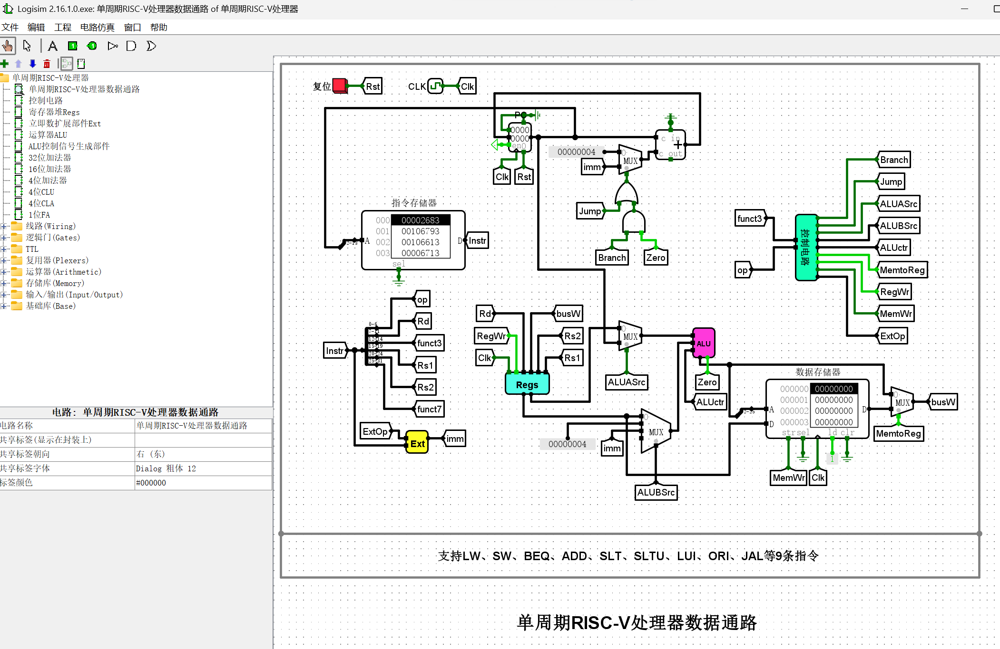 Logisim 2.16.1.0.exe: 单周期RISC-V处理器数据通路 of 单周期RISC-V处理器
文件 编辑 工程 电路仿真 窗口 帮助
单周期RISC-V处理器
单周期RISC-V处理器数据通路
控制电路
寄存器堆Regs
立即数扩展部件Ext
运算器ALU
ALU控制信号生成部件
32位加法器
16位加法器
4位加法器
4位CLU
4位CLA
1位FA
线路(Wiring)
逻辑门(Gates)
TTL
复用器(Plexers)
运算器(Arithmetic)
存储库(Memory)
输入/输出(Input/Output)
基础库(Base)
电路: 单周期RISC-V处理器数据通路
电路名称 单周期RISC-V处理器数据通路
共享标签(显示在封装上)
共享标签朝向 右 (东)
共享标签字体 Dialog 粗体 12
标签颜色 #000000
复位 Rst CLK Clk
PC
0000
0000
en0
Clk Rst
00000004
imm
0
MUX
c in
+
c out
Jump
Branch Zero
指令存储器
000 00002683
001 00106793
002 00106613
003 00006713
A
D
sel
2-13
Instr
funct3
op
控制电路
Branch
Jump
ALUASrc
ALUBSrc
ALUctr
MemtoReg
RegWr
MemWr
ExtOp
Instr
0-6
7-11
12-14
15-19
20-24
25-31
op
Rd
funct3
Rs1
Rs2
funct7
ExtOp
Ext
imm
Rd
RegWr
Clk
busW
Rs2
Rs1
Regs
0
MUX
ALUASrc
ALU
Zero
ALUctr
00000004
imm
0
MUX
ALUBSrc
数据存储器
000000 00000000
000001 00000000
000002 00000000
000003 00000000
A
D
D
str sel ld clr
2-25
1
MemWr Clk
0
MUX
busW
MemtoReg
支持LW、SW、BEQ、ADD、SLT、SLTU、LUI、ORI、JAL等9条指令
单周期RISC-V处理器数据通路